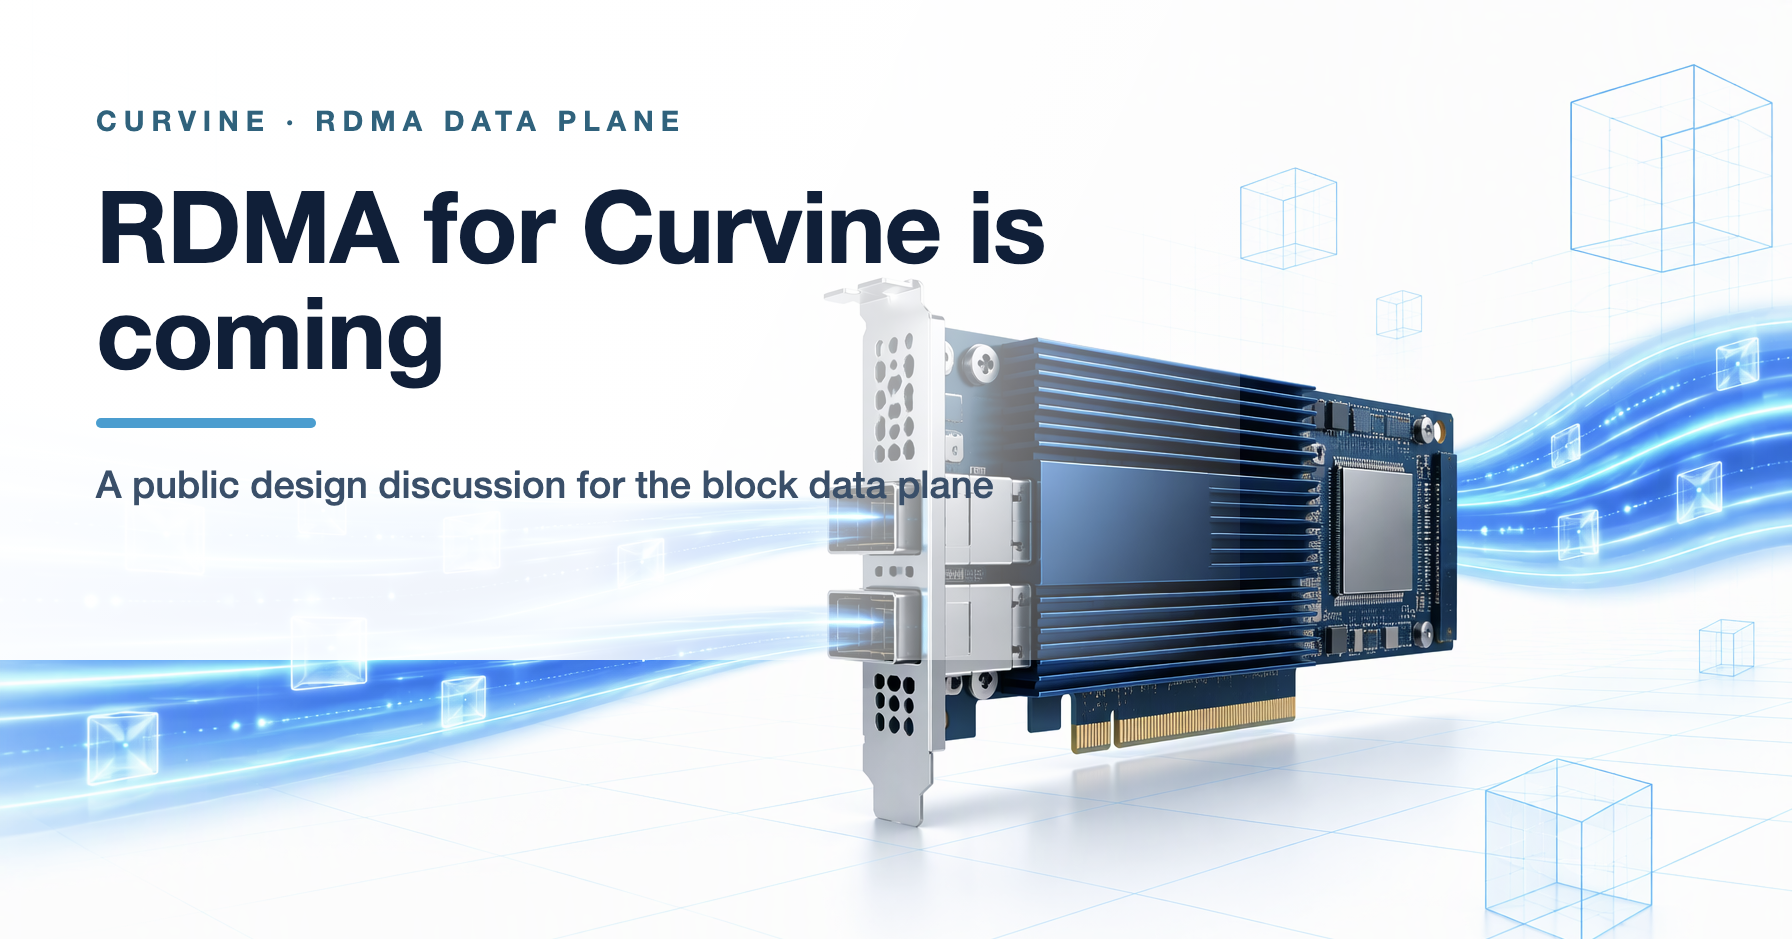 CURVINE · RDMA DATA PLANE
RDMA for Curvine is
coming
A public design discussion for the block data plane